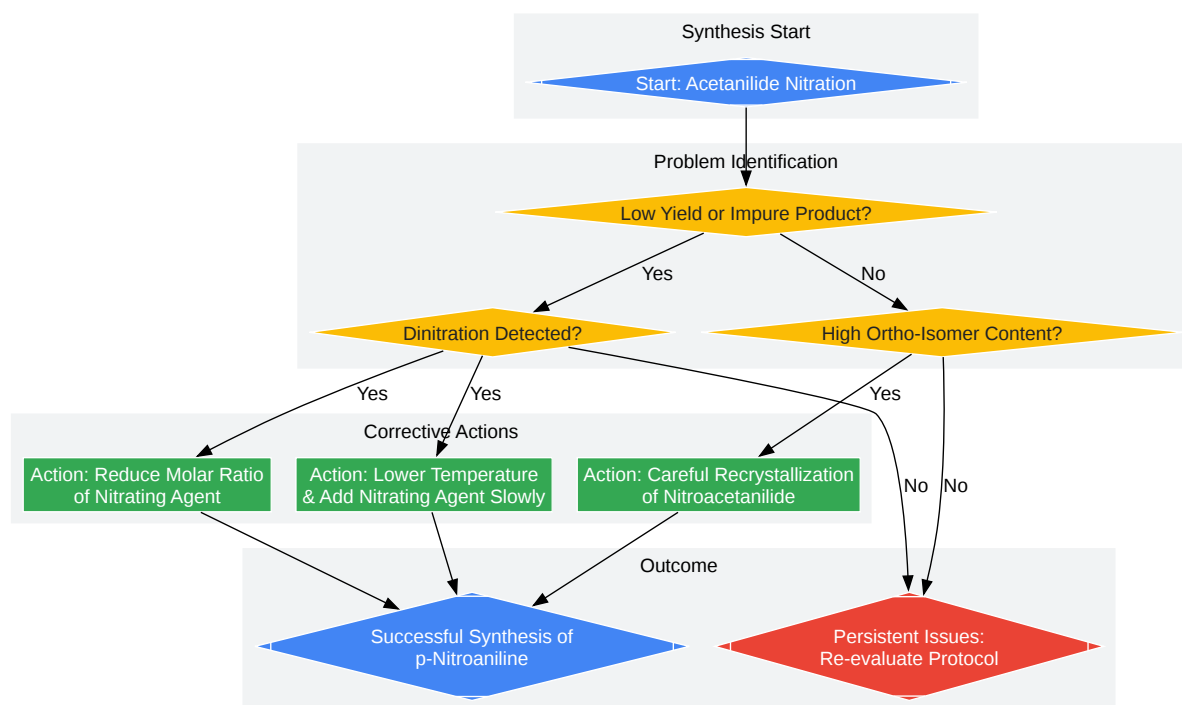 Synthesis Start
Start: Acetanilide Nitration
Problem Identification
Low Yield or Impure Product?
Yes
No
Dinitration Detected?
High Ortho-Isomer Content?
Yes
Yes
Yes
Corrective Actions
Action: Reduce Molar Ratio
of Nitrating Agent
Action: Lower Temperature
& Add Nitrating Agent Slowly
Action: Careful Recrystallization
of Nitroacetanilide
No
No
Outcome
Successful Synthesis of
p-Nitroaniline
Persistent Issues:
Re-evaluate Protocol